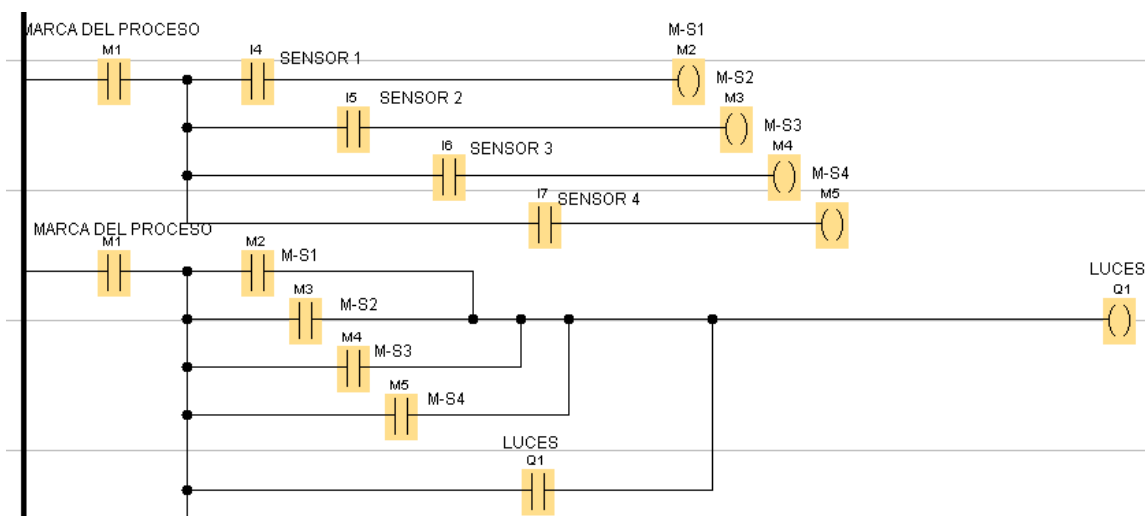 MARCA DEL PROCESO
M-S1
M1
I4
SENSOR 1
M2
M-S2
I5
SENSOR 2
M3
M-S3
I6
SENSOR 3
M4
M-S4
I7
SENSOR 4
M5
MARCA DEL PROCESO
M1
M2
M-S1
LUCES
Q1
M3
M-S2
M4
M-S3
M5
M-S4
LUCES
Q1